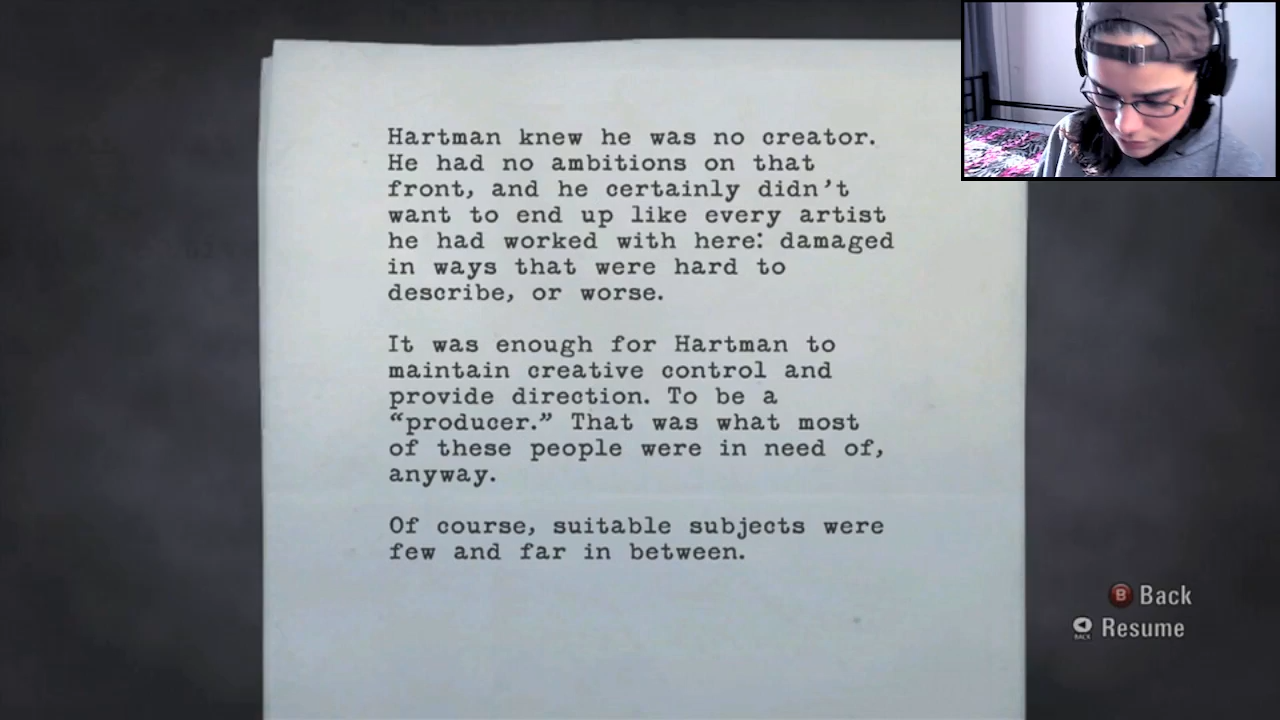 Hartman knew he was no creator.
He had no ambitions on that
front, and he certainly didn't
want to end up like every artist
he had worked with here: damaged
in ways that were hard to
describe, or worse.
It was enough for Hartman to
maintain creative control and
provide direction. To be a
“producer.” That was what most
of these people were in need of,
anyway.
Of course, suitable subjects were
few and far in between.
B Back
BACK Resume